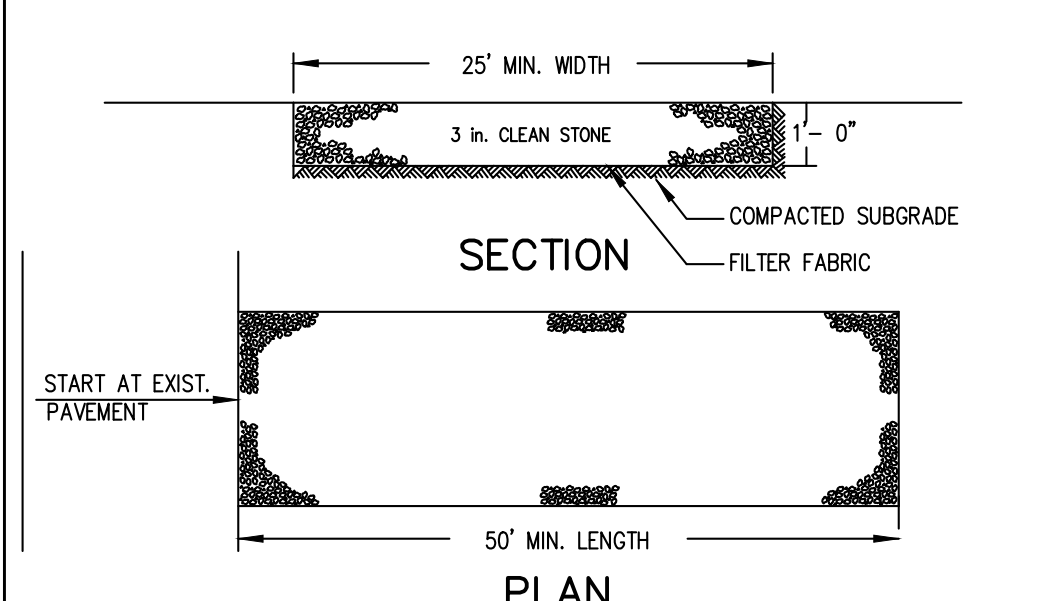 25' MIN. WIDTH
3 in. CLEAN STONE
1'- 0"
COMPACTED SUBGRADE
SECTION
FILTER FABRIC
START AT EXIST.
PAVEMENT
50' MIN. LENGTH
PLAN